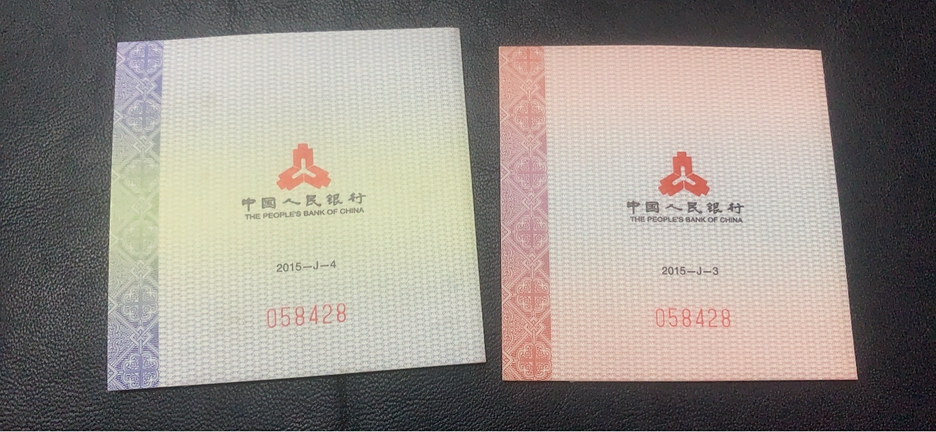 中国人民银行
THE PEOPLE'S BANK OF CHINA
2015—J—4
058428
中国人民银行
THE PEOPLE'S BANK OF CHINA
2015—J—3
058428